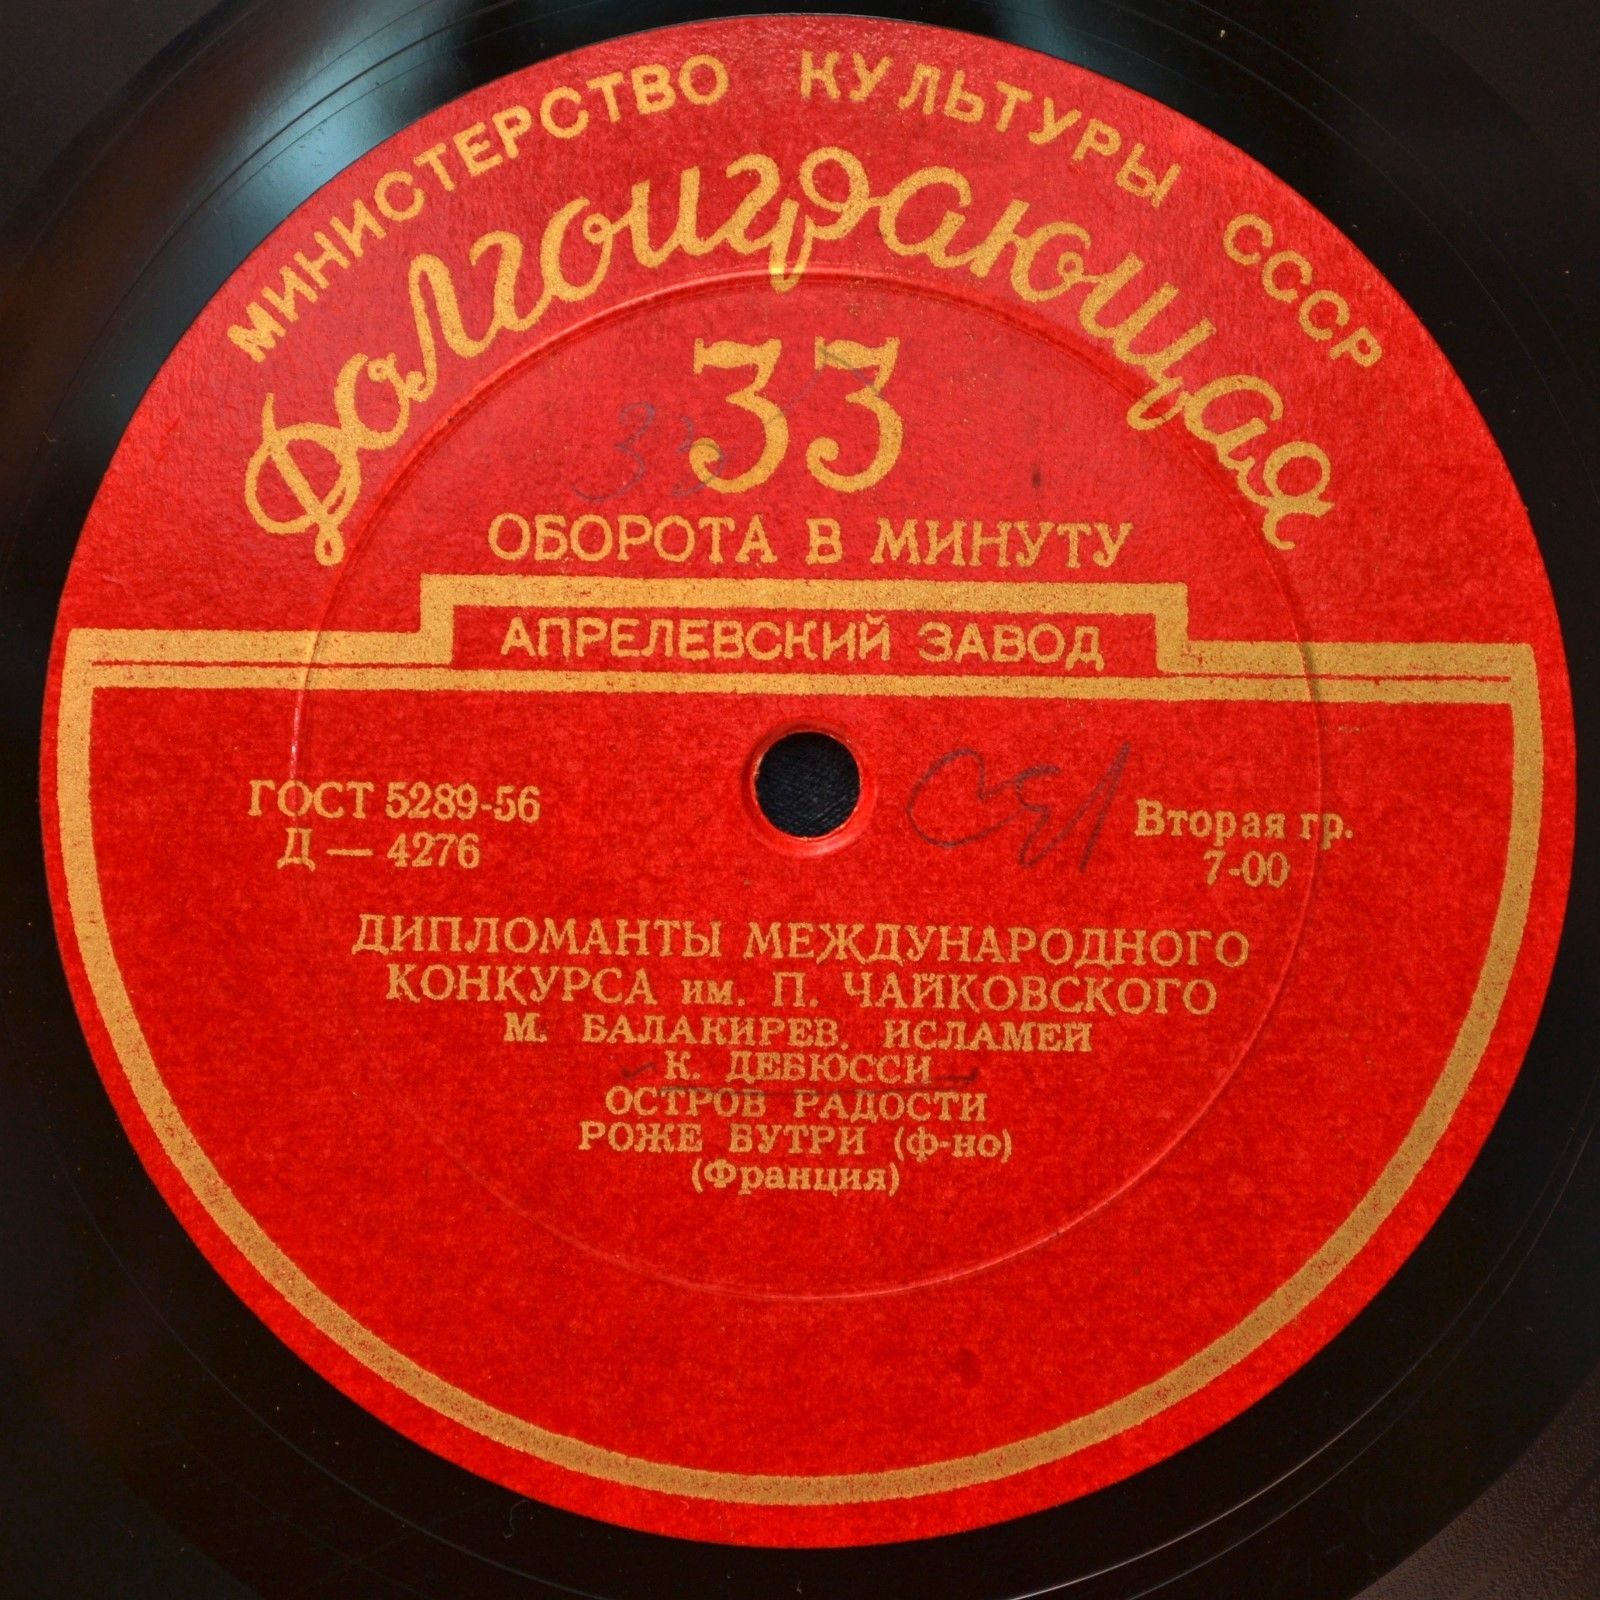 МИНИСТЕРСТВО КУЛЬТУРЫ СССР
Долгоиграющая
33
33
ОБОРОТА В МИНУТУ
АПРЕЛЕВСКИЙ ЗАВОД
ГОСТ 5289-56
Д — 4276
Вторая гр.
7-00
ДИПЛОМАНТЫ МЕЖДУНАРОДНОГО
КОНКУРСА им. П. ЧАЙКОВСКОГО
М. БАЛАКИРЕВ. ИСЛАМЕЙ
К. ДЕБЮССИ
ОСТРОВ РАДОСТИ
РОЖЕ БУТРИ (ф-но)
(Франция)